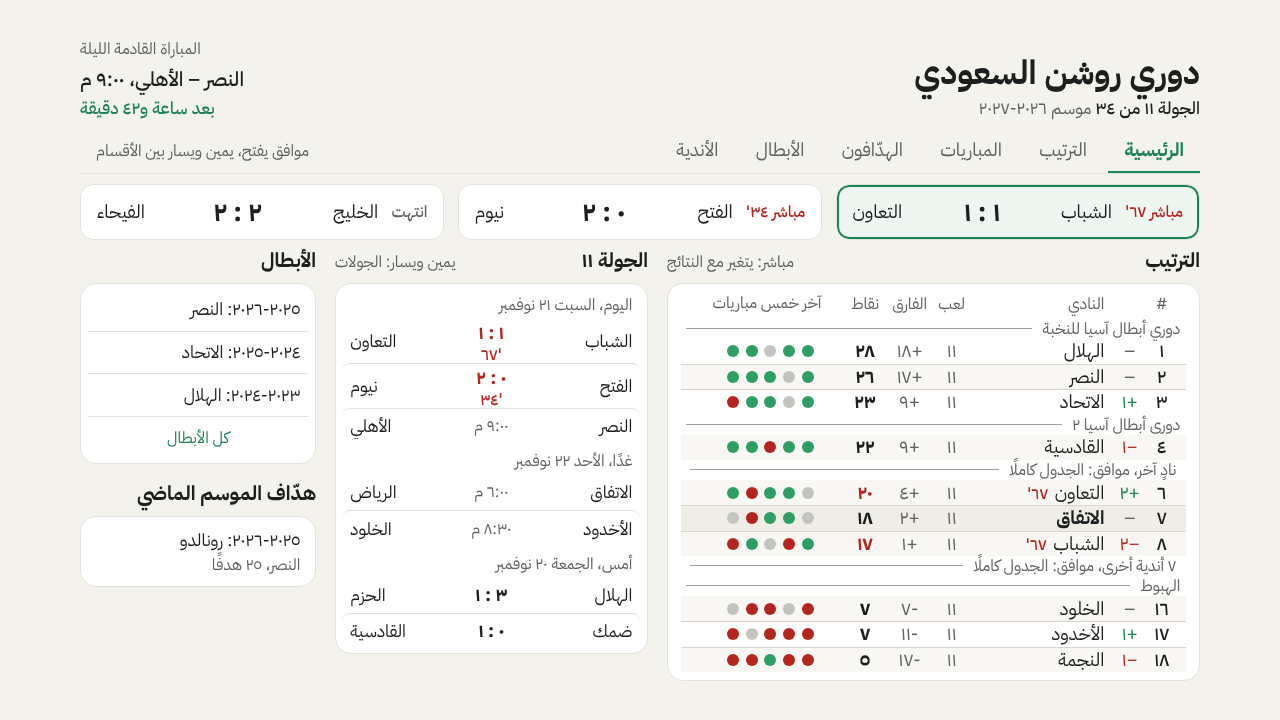 دوري روشن السعودي
الجولة ١١ من ٣٤ موسم ٢٠٢٦-٢٠٢٧
المباراة القادمة الليلة
النصر – الأهلي، ٩:٠٠ م
بعد ساعة و٤٢ دقيقة
الرئيسية الترتيب المباريات الهدّافون الأبطال الأندية
موافق يفتح، يمين ويسار بين الأقسام
مباشر ٦٧' الشباب ١ : ١ التعاون
مباشر ٣٤' الفتح ٠ : ٢ نيوم
انتهت الخليج ٢ : ٢ الفيحاء
الترتيب
مباشر: يتغير مع النتائج
# النادي لعب الفارق نقاط آخر خمس مباريات
دوري أبطال آسيا للنخبة
١ – الهلال ١١ +١٨ ٢٨
٢ – النصر ١١ +١٧ ٢٦
٣ +١ الاتحاد ١١ +٩ ٢٣
دوري أبطال آسيا ٢
٤ –١ القادسية ١١ +٩ ٢٢
نادٍ آخر، موافق: الجدول كاملًا
٦ +٢ التعاون ٦٧' ١١ +٤ ٢٠
٧ – الاتفاق ١١ +٢ ١٨
٨ –٢ الشباب ٦٧' ١١ +١ ١٧
٧ أندية أخرى، موافق: الجدول كاملًا
الهبوط
١٦ – الخلود ١١ -٧ ٧
١٧ +١ الأخدود ١١ -١١ ٧
١٨ –١ النجمة ١١ -١٧ ٥
الجولة ١١
يمين ويسار: الجولات
اليوم، السبت ٢١ نوفمبر
الشباب ١ : ١ التعاون
٦٧'
الفتح ٠ : ٢ نيوم
٣٤'
النصر ٩:٠٠ م الأهلي
غدًا، الأحد ٢٢ نوفمبر
الاتفاق ٦:٠٠ م الرياض
الأخدود ٨:٣٠ م الخلود
أمس، الجمعة ٢٠ نوفمبر
الهلال ٣ : ١ الحزم
ضمك ٠ : ١ القادسية
الأبطال
٢٠٢٥-٢٠٢٦: النصر
٢٠٢٤-٢٠٢٥: الاتحاد
٢٠٢٣-٢٠٢٤: الهلال
كل الأبطال
هدّاف الموسم الماضي
٢٠٢٥-٢٠٢٦: رونالدو
النصر، ٢٥ هدفًا